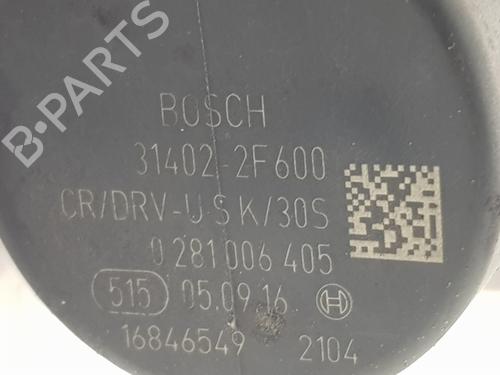 BOSCH
31402-2F600
CR/DRV-USK/30S
0 281 006 405
515 05.09.16
16846549 2104
B-PARTS